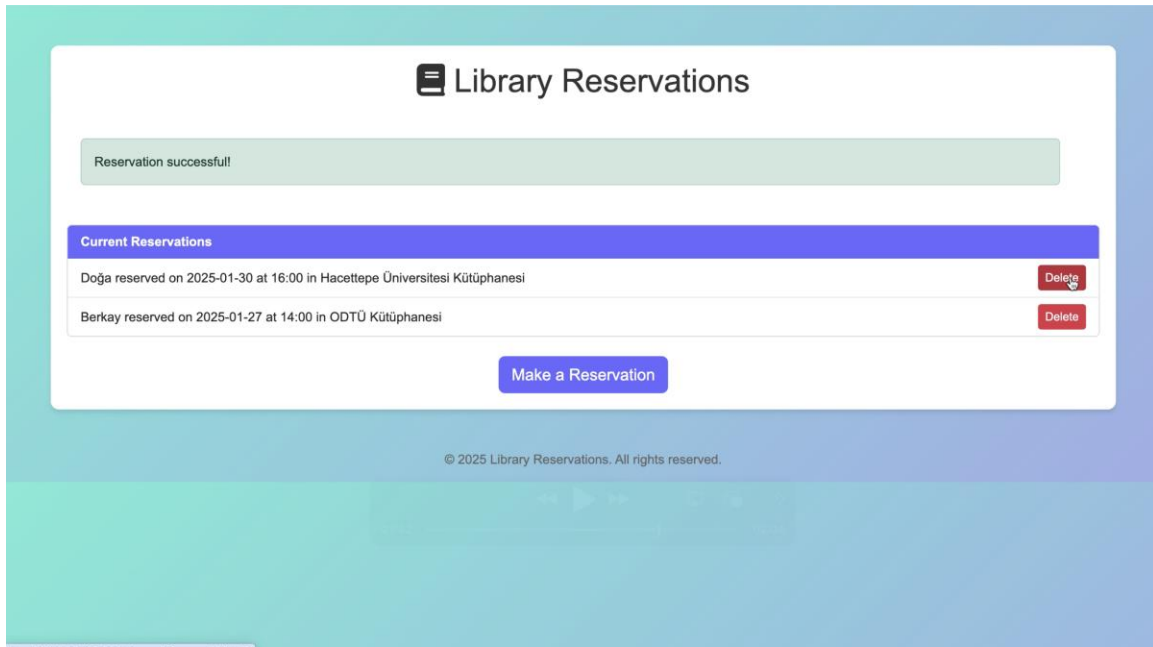 Library Reservations
Reservation successful!
Current Reservations
Doğa reserved on 2025-01-30 at 16:00 in Hacettepe Üniversitesi Kütüphanesi
Delete
Berkay reserved on 2025-01-27 at 14:00 in ODTÜ Kütüphanesi
Delete
Make a Reservation
© 2025 Library Reservations. All rights reserved.